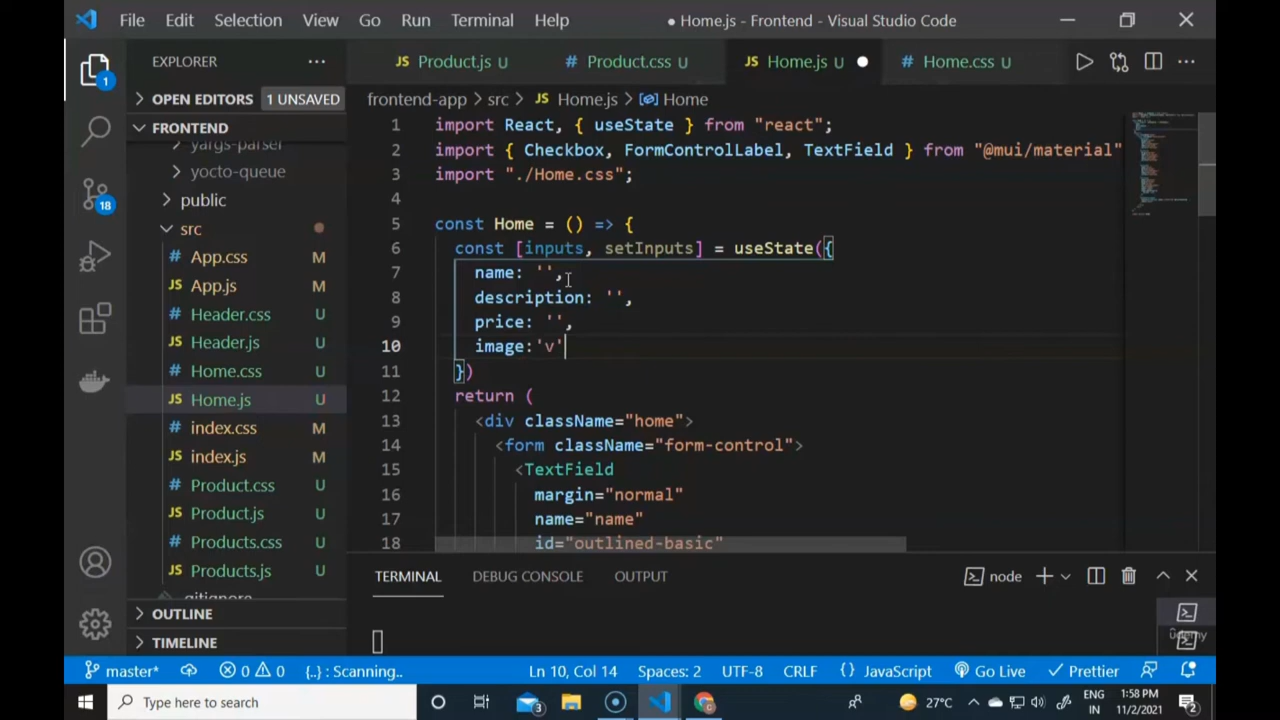 File Edit Selection View Go Run Terminal Help ● Home.js - Frontend - Visual Studio Code
EXPLORER ···
JS Product.js U # Product.css U JS Home.js U # Home.css U ···
OPEN EDITORS 1 UNSAVED
frontend-app > src > JS Home.js > Home
FRONTEND
yargs-parser
yocto-queue
public
src
App.css M
App.js M
Header.css U
Header.js U
Home.css U
Home.js U
index.css M
index.js M
Product.css U
Product.js U
Products.css U
Products.js U
.gitignore
OUTLINE
TIMELINE
1
18
1 import React, { useState } from "react";
2 import { Checkbox, FormControlLabel, TextField } from "@mui/material"
3 import "./Home.css";
4
5 const Home = () => {
6 const [inputs, setInputs] = useState({
7 name: '',
8 description: '',
9 price: '',
10 image:'v'
11 })
12 return (
13 <div className="home">
14 <form className="form-control">
15 <TextField
16 margin="normal"
17 name="name"
18 id="outlined-basic"
TERMINAL DEBUG CONSOLE OUTPUT node
udemy
master* 0 0 {..} : Scanning.. Ln 10, Col 14 Spaces: 2 UTF-8 CRLF {} JavaScript Go Live Prettier
Type here to search 3 27°C ENG IN 1:58 PM 11/2/2021 2